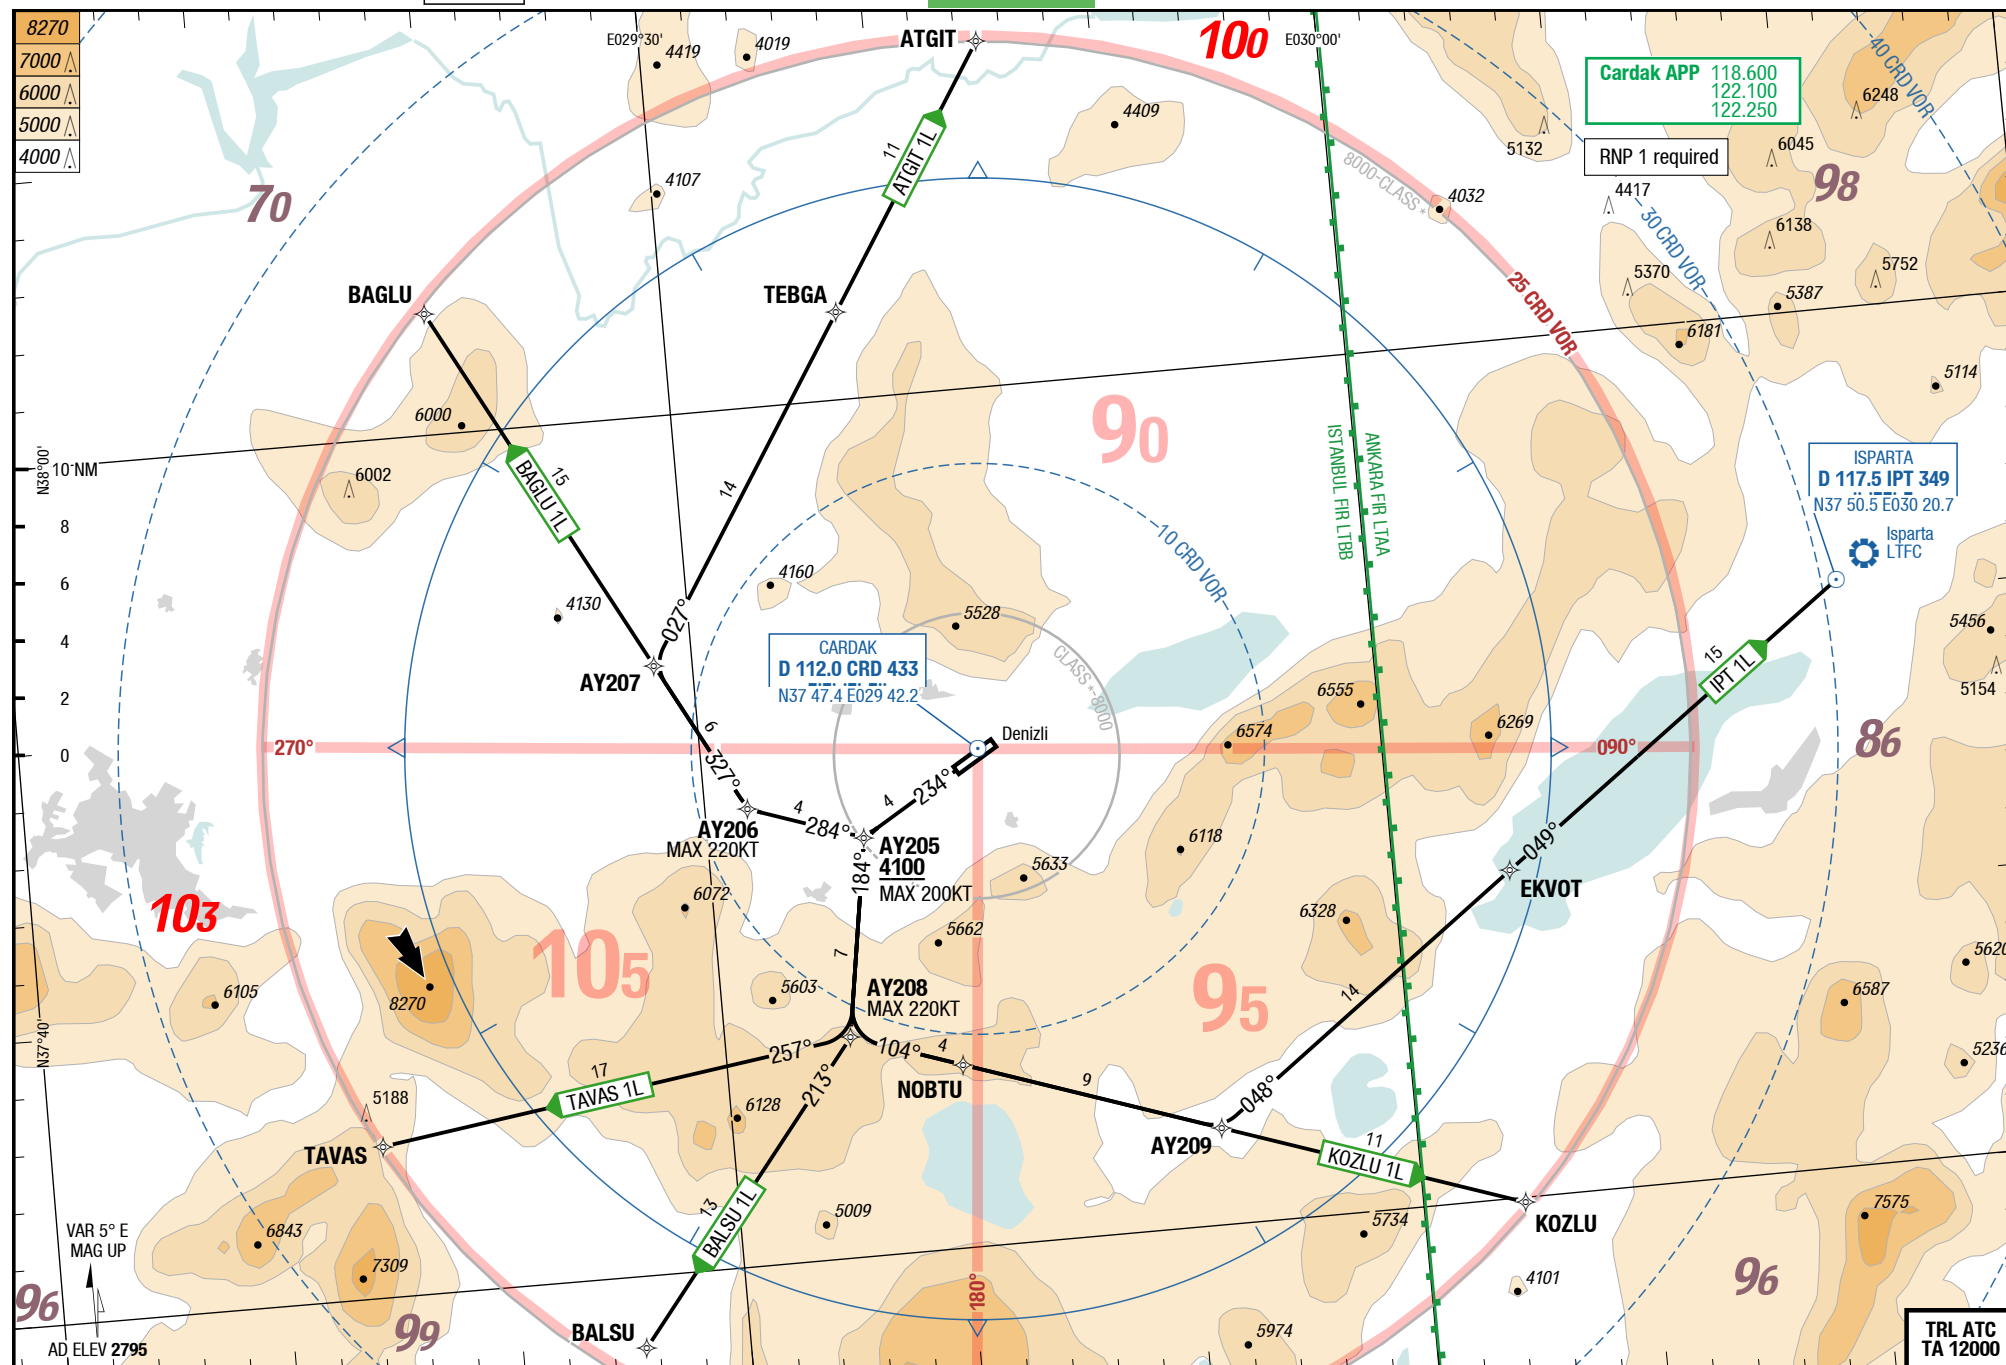 8270
7000
6000
5000
4000
E029°30'
4419
4019
ATGIT
100
E030°00'
Cardak APP 118.600
122.100
122.250
40 CRD VOR
6248
4409
11
ATGIT 1L
5132
RNP 1 required
6045
8000-CLASS *
98
4107
70
4032
4417
30 CRD VOR
6138
5752
5370
5387
BAGLU
TEBGA
25 CRD VOR
6181
5114
6000
90
N38°00'
10 NM
6002
15
BAGLU 1L
14
ISTANBUL FIR LTBB
ANKARA FIR LTAA
ISPARTA
D 117.5 IPT 349
N37 50.5 E030 20.7
Isparta
LTFC
8
6
4
2
0
10 CRD VOR
4160
4130
027°
5528
5456
CARDAK
D 112.0 CRD 433
N37 47.4 E029 42.2
CLASS*-8000
15
IPT 1L
5154
AY207
6555
6574
6269
6
327°
Denizli
270°
090°
86
4
234°
4
284°
AY206
MAX 220KT
AY205
4100
MAX 200KT
184°
6118
049°
5633
EKVOT
6072
103
6328
105
5662
7
95
5620
8270
6105
5603
AY208
MAX 220KT
14
6587
N37°40'
257°
104°
4
5236
17
TAVAS 1L
213°
NOBTU
9
048°
5188
6128
TAVAS
AY209
11
KOZLU 1L
13
BALSU 1L
5009
5734
KOZLU
7575
VAR 5° E
MAG UP
6843
7309
180°
4101
96
96
99
BALSU
5974
AD ELEV 2795
TRL ATC
TA 12000